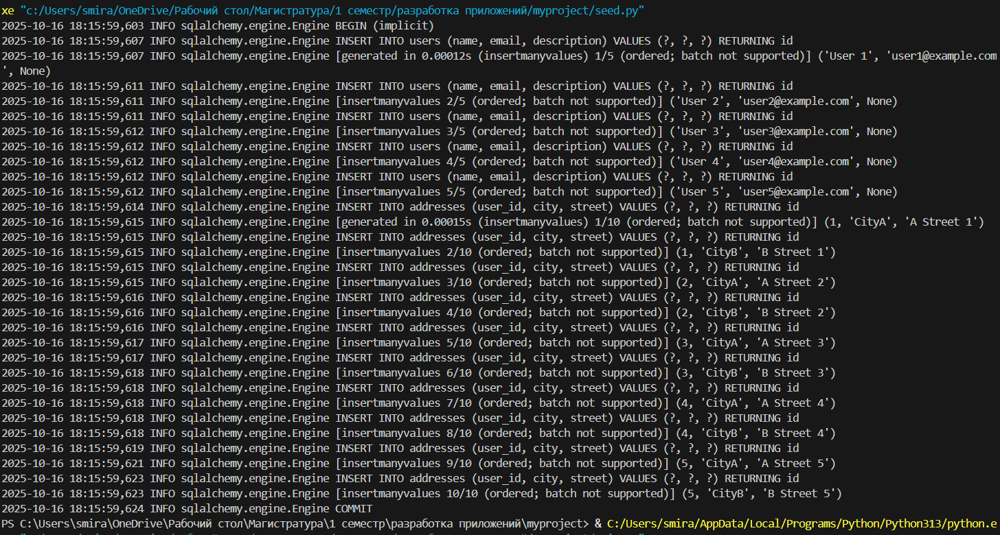 xe "c:/Users/smira/OneDrive/Рабочий стол/Магистратура/1 семестр/разработка приложений/myproject/seed.py"
2025-10-16 18:15:59,603 INFO sqlalchemy.engine.Engine BEGIN (implicit)
2025-10-16 18:15:59,607 INFO sqlalchemy.engine.Engine INSERT INTO users (name, email, description) VALUES (?, ?, ?) RETURNING id
2025-10-16 18:15:59,607 INFO sqlalchemy.engine.Engine [generated in 0.00012s (insertmanyvalues) 1/5 (ordered; batch not supported)] ('User 1', 'user1@example.com
', None)
2025-10-16 18:15:59,611 INFO sqlalchemy.engine.Engine INSERT INTO users (name, email, description) VALUES (?, ?, ?) RETURNING id
2025-10-16 18:15:59,611 INFO sqlalchemy.engine.Engine [insertmanyvalues 2/5 (ordered; batch not supported)] ('User 2', 'user2@example.com', None)
2025-10-16 18:15:59,611 INFO sqlalchemy.engine.Engine INSERT INTO users (name, email, description) VALUES (?, ?, ?) RETURNING id
2025-10-16 18:15:59,612 INFO sqlalchemy.engine.Engine [insertmanyvalues 3/5 (ordered; batch not supported)] ('User 3', 'user3@example.com', None)
2025-10-16 18:15:59,612 INFO sqlalchemy.engine.Engine INSERT INTO users (name, email, description) VALUES (?, ?, ?) RETURNING id
2025-10-16 18:15:59,612 INFO sqlalchemy.engine.Engine [insertmanyvalues 4/5 (ordered; batch not supported)] ('User 4', 'user4@example.com', None)
2025-10-16 18:15:59,612 INFO sqlalchemy.engine.Engine INSERT INTO users (name, email, description) VALUES (?, ?, ?) RETURNING id
2025-10-16 18:15:59,612 INFO sqlalchemy.engine.Engine [insertmanyvalues 5/5 (ordered; batch not supported)] ('User 5', 'user5@example.com', None)
2025-10-16 18:15:59,614 INFO sqlalchemy.engine.Engine INSERT INTO addresses (user_id, city, street) VALUES (?, ?, ?) RETURNING id
2025-10-16 18:15:59,615 INFO sqlalchemy.engine.Engine [generated in 0.00015s (insertmanyvalues) 1/10 (ordered; batch not supported)] (1, 'CityA', 'A Street 1')
2025-10-16 18:15:59,615 INFO sqlalchemy.engine.Engine INSERT INTO addresses (user_id, city, street) VALUES (?, ?, ?) RETURNING id
2025-10-16 18:15:59,615 INFO sqlalchemy.engine.Engine [insertmanyvalues 2/10 (ordered; batch not supported)] (1, 'CityB', 'B Street 1')
2025-10-16 18:15:59,615 INFO sqlalchemy.engine.Engine INSERT INTO addresses (user_id, city, street) VALUES (?, ?, ?) RETURNING id
2025-10-16 18:15:59,615 INFO sqlalchemy.engine.Engine [insertmanyvalues 3/10 (ordered; batch not supported)] (2, 'CityA', 'A Street 2')
2025-10-16 18:15:59,616 INFO sqlalchemy.engine.Engine INSERT INTO addresses (user_id, city, street) VALUES (?, ?, ?) RETURNING id
2025-10-16 18:15:59,616 INFO sqlalchemy.engine.Engine [insertmanyvalues 4/10 (ordered; batch not supported)] (2, 'CityB', 'B Street 2')
2025-10-16 18:15:59,616 INFO sqlalchemy.engine.Engine INSERT INTO addresses (user_id, city, street) VALUES (?, ?, ?) RETURNING id
2025-10-16 18:15:59,617 INFO sqlalchemy.engine.Engine [insertmanyvalues 5/10 (ordered; batch not supported)] (3, 'CityA', 'A Street 3')
2025-10-16 18:15:59,617 INFO sqlalchemy.engine.Engine INSERT INTO addresses (user_id, city, street) VALUES (?, ?, ?) RETURNING id
2025-10-16 18:15:59,618 INFO sqlalchemy.engine.Engine [insertmanyvalues 6/10 (ordered; batch not supported)] (3, 'CityB', 'B Street 3')
2025-10-16 18:15:59,618 INFO sqlalchemy.engine.Engine INSERT INTO addresses (user_id, city, street) VALUES (?, ?, ?) RETURNING id
2025-10-16 18:15:59,618 INFO sqlalchemy.engine.Engine [insertmanyvalues 7/10 (ordered; batch not supported)] (4, 'CityA', 'A Street 4')
2025-10-16 18:15:59,618 INFO sqlalchemy.engine.Engine INSERT INTO addresses (user_id, city, street) VALUES (?, ?, ?) RETURNING id
2025-10-16 18:15:59,618 INFO sqlalchemy.engine.Engine [insertmanyvalues 8/10 (ordered; batch not supported)] (4, 'CityB', 'B Street 4')
2025-10-16 18:15:59,619 INFO sqlalchemy.engine.Engine INSERT INTO addresses (user_id, city, street) VALUES (?, ?, ?) RETURNING id
2025-10-16 18:15:59,621 INFO sqlalchemy.engine.Engine [insertmanyvalues 9/10 (ordered; batch not supported)] (5, 'CityA', 'A Street 5')
2025-10-16 18:15:59,623 INFO sqlalchemy.engine.Engine INSERT INTO addresses (user_id, city, street) VALUES (?, ?, ?) RETURNING id
2025-10-16 18:15:59,623 INFO sqlalchemy.engine.Engine [insertmanyvalues 10/10 (ordered; batch not supported)] (5, 'CityB', 'B Street 5')
2025-10-16 18:15:59,624 INFO sqlalchemy.engine.Engine COMMIT
PS C:\Users\smira\OneDrive\Рабочий стол\Магистратура\1 семестр\разработка приложений\myproject> & C:/Users/smira/AppData/Local/Programs/Python/Python313/python.e